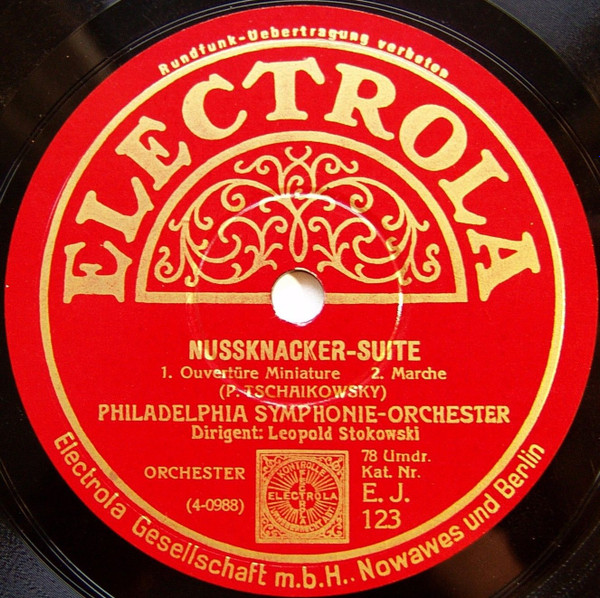 Rundfunk-Uebertragung verboten
ELECTROLA
NUSSKNACKER-SUITE
1. Ouvertüre Miniature 2. Marche
(P. TSCHAIKOWSKY)
PHILADELPHIA SYMPHONIE-ORCHESTER
Dirigent: Leopold Stokowski
ORCHESTER
(4-0988)
KONTROLLE
ELECTROLA
78 Umdr.
Kat. Nr.
E. J.
123
Electrola Gesellschaft m.b.H., Nowawes und Berlin